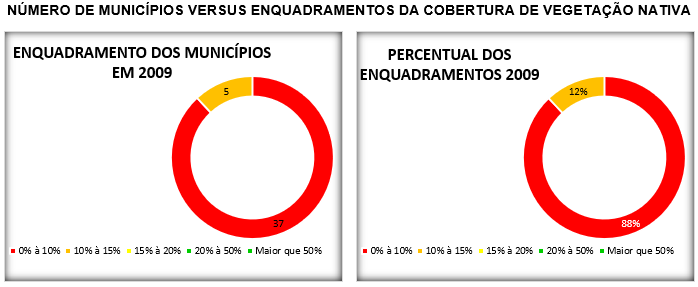 NÚMERO DE MUNICÍPIOS VERSUS ENQUADRAMENTOS DA COBERTURA DE VEGETAÇÃO NATIVA
ENQUADRAMENTO DOS MUNICÍPIOS
EM 2009
5
37
0% à 10% 10% à 15% 15% à 20% 20% à 50% Maior que 50%
PERCENTUAL DOS
ENQUADRAMENTOS 2009
12%
88%
0% à 10% 10% à 15% 15% à 20% 20% à 50% Maior que 50%